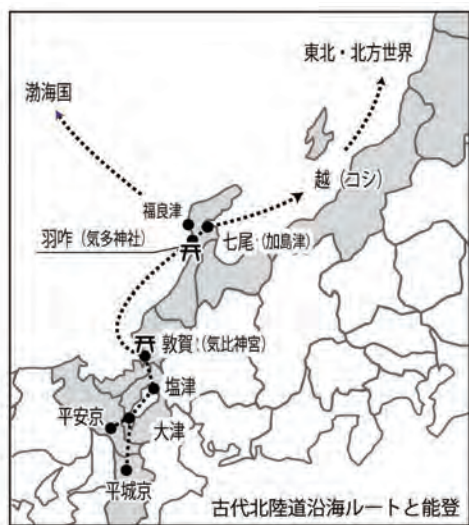 東北・北方世界
渤海国
越(コシ)
福良津
羽咋(気多神社)
七尾(加島津)
敦賀(気比神宮)
塩津
平安京
大津
平城京
古代北陸道沿海ルートと能登